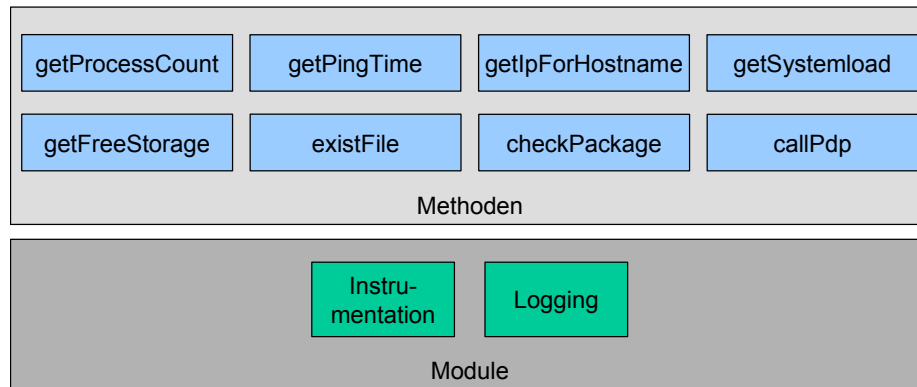 getProcessCount
getPingTime
getIpForHostname
getSystemload
getFreeStorage
existFile
checkPackage
callPdp
Methoden
Instru-
mentation
Logging
Module